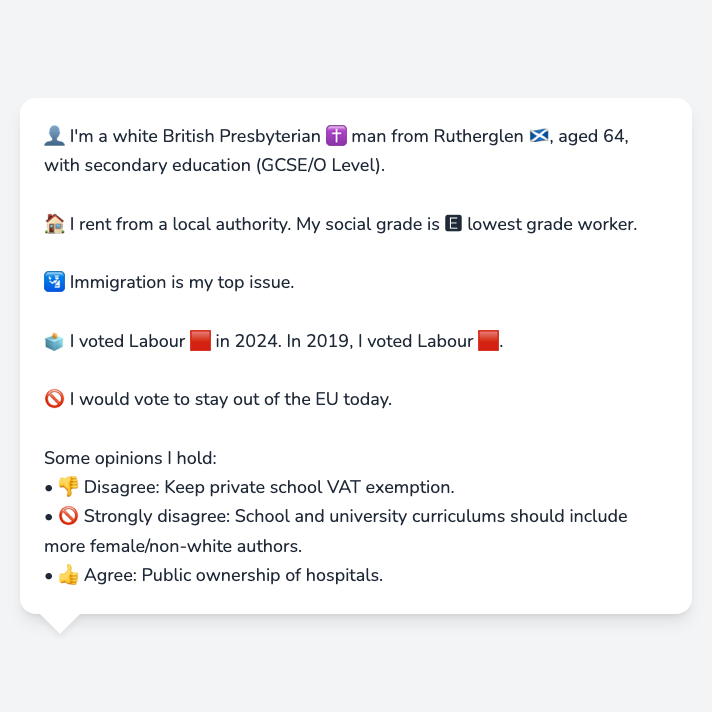 👤 I'm a white British Presbyterian ✝️ man from Rutherglen 🏴󠁧󠁢󠁳󠁣󠁴󠁿, aged 64,
with secondary education (GCSE/O Level).
🏠 I rent from a local authority. My social grade is 🅴 lowest grade worker.
🛂 Immigration is my top issue.
🗳️ I voted Labour 🟥 in 2024. In 2019, I voted Labour 🟥.
🚫 I would vote to stay out of the EU today.
Some opinions I hold:
• 👎 Disagree: Keep private school VAT exemption.
• 🚫 Strongly disagree: School and university curriculums should include
more female/non-white authors.
• 👍 Agree: Public ownership of hospitals.